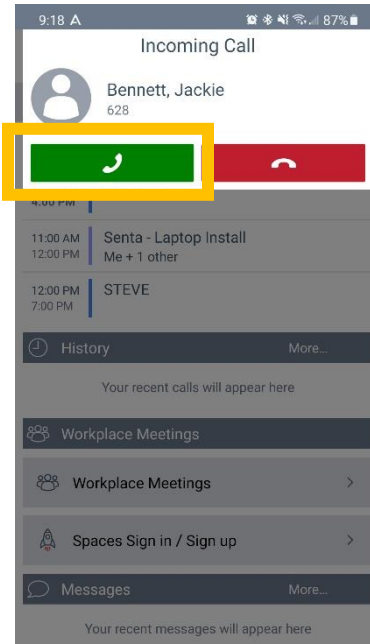 9:18 A 87%
Incoming Call
Bennett, Jackie
628
4:00 PM
11:00 AM Senta - Laptop Install
12:00 PM Me + 1 other
12:00 PM STEVE
7:00 PM
History More...
Your recent calls will appear here
Workplace Meetings
Workplace Meetings
Spaces Sign in / Sign up
Messages More...
Your recent messages will appear here